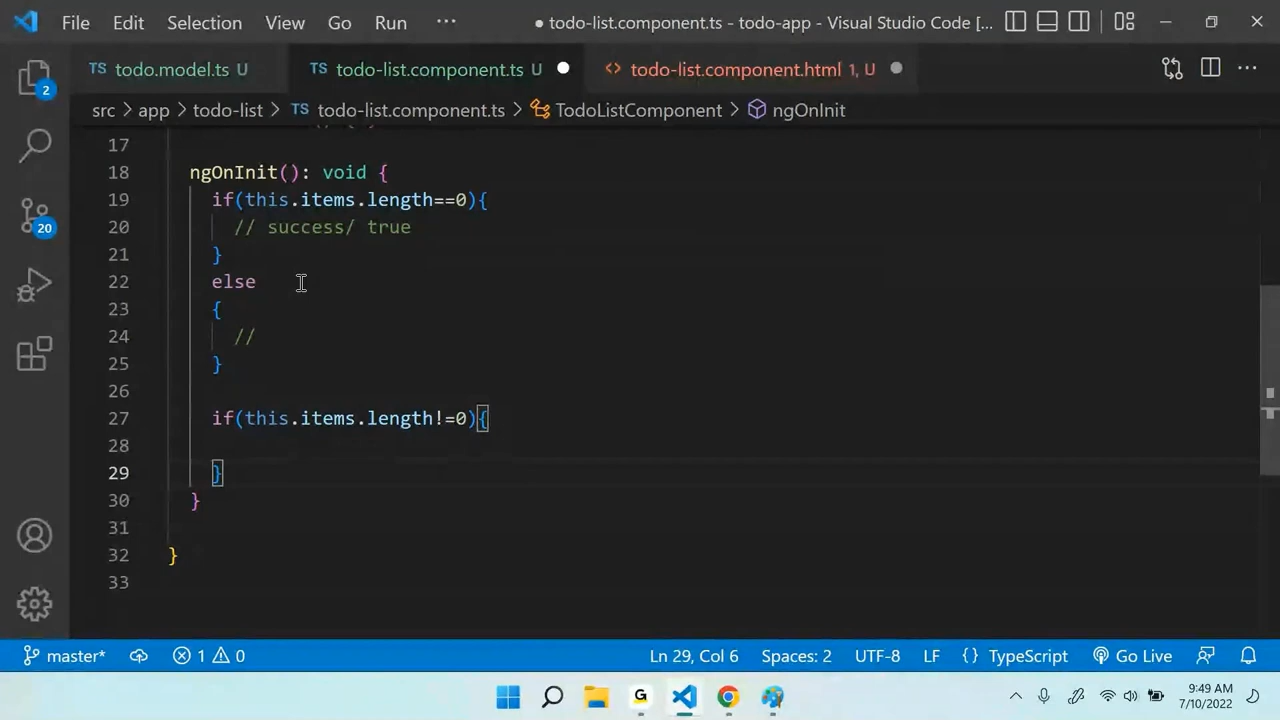 File Edit Selection View Go Run ··· ● todo-list.component.ts - todo-app - Visual Studio Code [...
TS todo.model.ts U TS todo-list.component.ts U ● <> todo-list.component.html 1, U ●
src > app > todo-list > TS todo-list.component.ts > TodoListComponent > ngOnInit
17
18 ngOnInit(): void {
19 if(this.items.length==0){
20 // success/ true
21 }
22 else
23 {
24 //
25 }
26
27 if(this.items.length!=0){
28
29 }
30 }
31
32 }
33
2
20
master* 1 0 Ln 29, Col 6 Spaces: 2 UTF-8 LF {} TypeScript Go Live
G
9:49 AM
7/10/2022